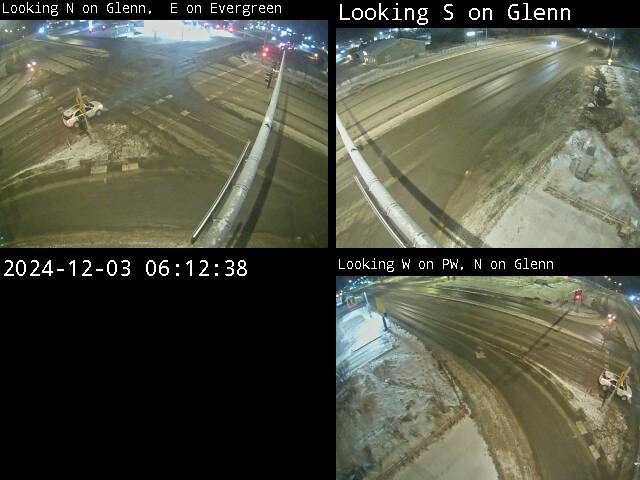 Looking N on Glenn,  E on Evergreen
Looking S on Glenn
2024-12-03 06:12:38
Looking W on PW, N on Glenn